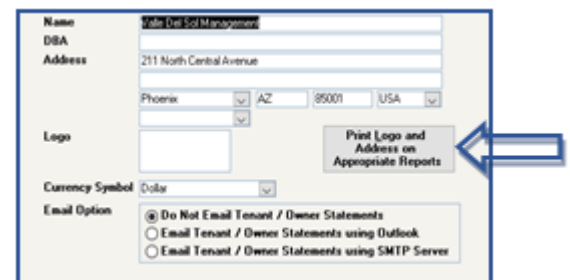 Name Valle Del Sol Management
DBA
Address 211 North Central Avenue
Phoenix AZ 85001 USA
Logo
Print Logo and
Address on
Appropriate Reports
Currency Symbol Dollar
Email Option
Do Not Email Tenant / Owner Statements
Email Tenant / Owner Statements using Outlook
Email Tenant / Owner Statements using SMTP Server